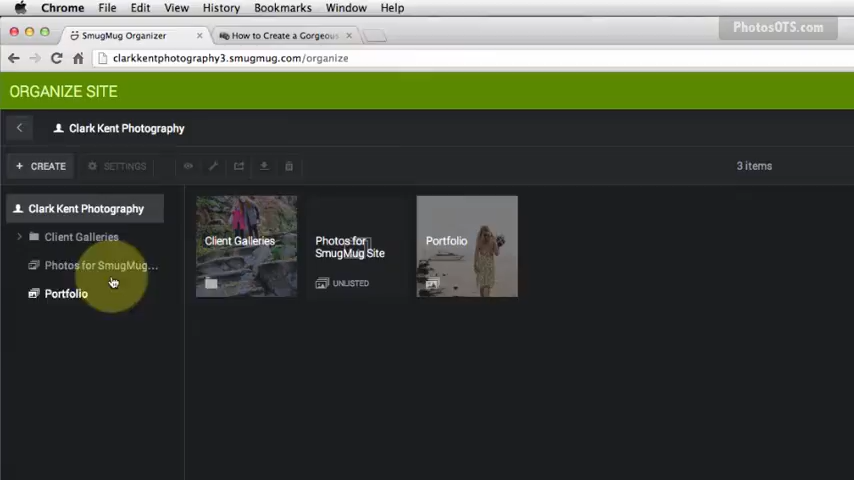 Chrome File Edit View History Bookmarks Window Help
PhotosOTS.com
SmugMug Organizer
How to Create a Gorgeous
clarkkentphotography3.smugmug.com/organize
ORGANIZE SITE
Clark Kent Photography
+ CREATE
SETTINGS
3 items
Clark Kent Photography
Client Galleries
Photos for SmugMug...
Portfolio
Client Galleries
Photos for
SmugMug Site
UNLISTED
Portfolio